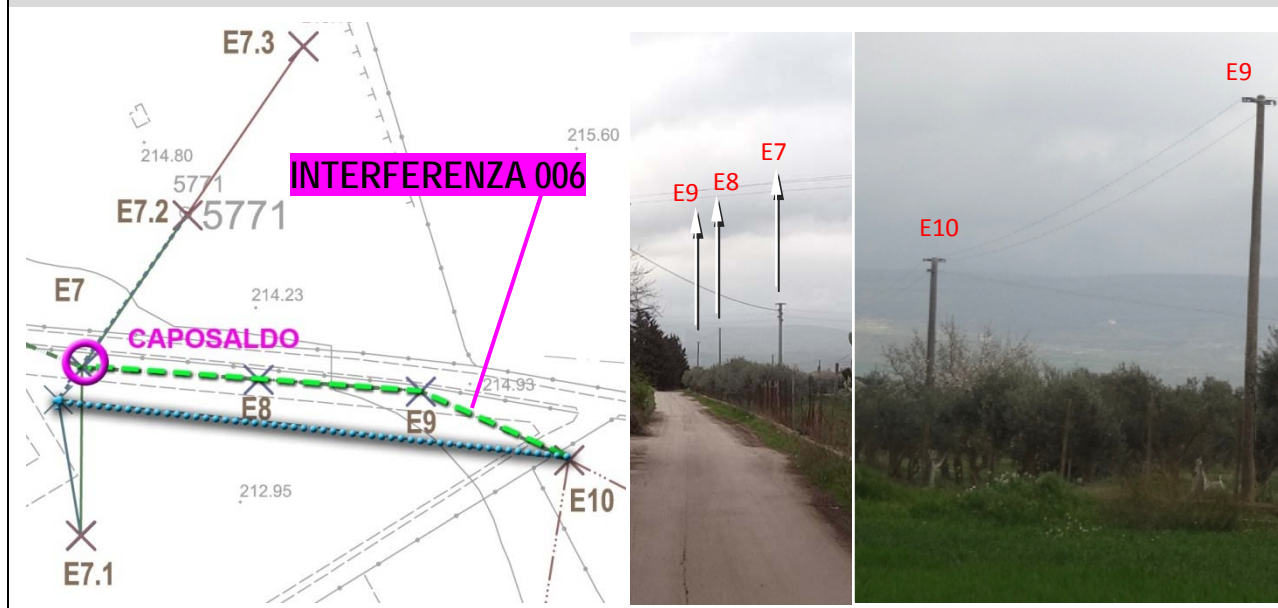 E7.3
215.60
214.80
INTERFERENZA 006
5771
E7.2
5771
E7
214.23
CAPOSALDO
214.93
E8
E9
212.95
E10
E7.1
E9
E8
E7
E9
E10